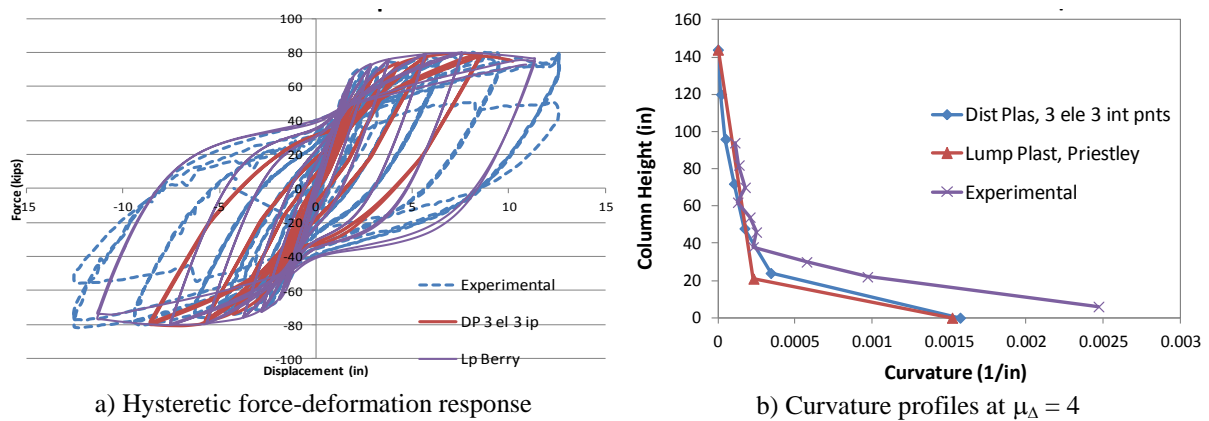 100
80
60
40
20
0
-20
-40
-60
-80
-100
-15
-10
-5
0
5
10
15
Force (kips)
Displacement (in)
Experimental
DP 3 el 3 ip
Lp Berry
a) Hysteretic force-deformation response
160
140
120
100
80
60
40
20
0
0
0.0005
0.001
0.0015
0.002
0.0025
0.003
Column Height (in)
Curvature (1/in)
Dist Plas, 3 ele 3 int pnts
Lump Plast, Priestley
Experimental
b) Curvature profiles at μΔ = 4